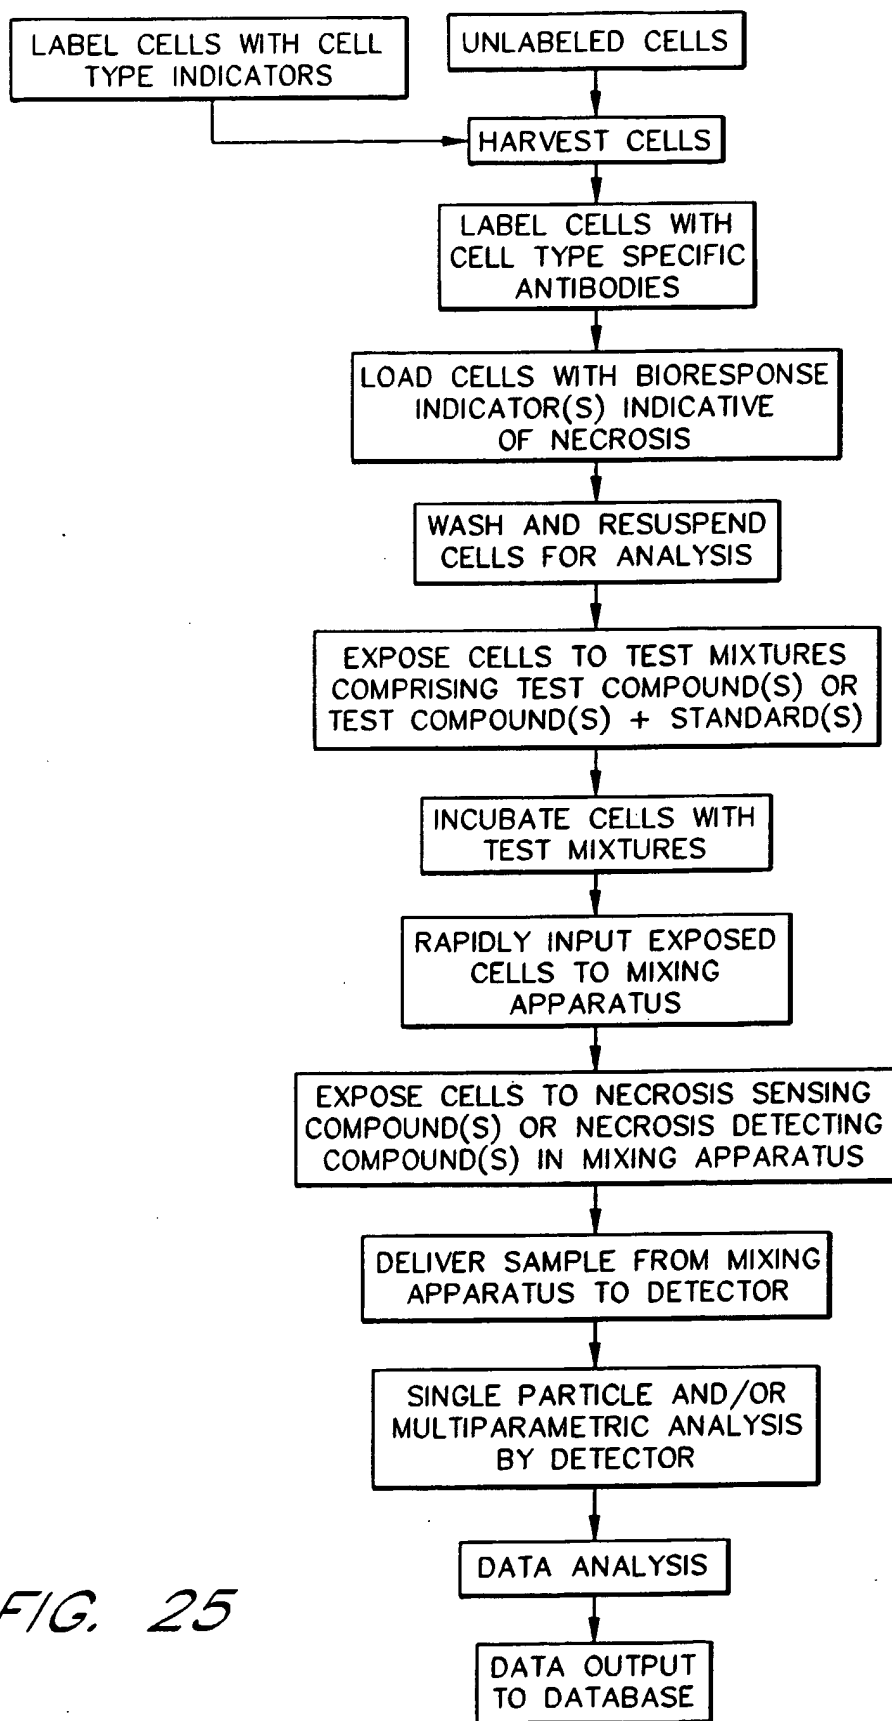 LABEL CELLS WITH CELL
TYPE INDICATORS
UNLABELED CELLS
HARVEST CELLS
LABEL CELLS WITH
CELL TYPE SPECIFIC
ANTIBODIES
LOAD CELLS WITH BIORESPONSE
INDICATOR(S) INDICATIVE
OF NECROSIS
WASH AND RESUSPEND
CELLS FOR ANALYSIS
EXPOSE CELLS TO TEST MIXTURES
COMPRISING TEST COMPOUND(S) OR
TEST COMPOUND(S) + STANDARD(S)
INCUBATE CELLS WITH
TEST MIXTURES
RAPIDLY INPUT EXPOSED
CELLS TO MIXING
APPARATUS
EXPOSE CELLS TO NECROSIS SENSING
COMPOUND(S) OR NECROSIS DETECTING
COMPOUND(S) IN MIXING APPARATUS
DELIVER SAMPLE FROM MIXING
APPARATUS TO DETECTOR
SINGLE PARTICLE AND/OR
MULTIPARAMETRIC ANALYSIS
BY DETECTOR
DATA ANALYSIS
DATA OUTPUT
TO DATABASE
FIG. 25